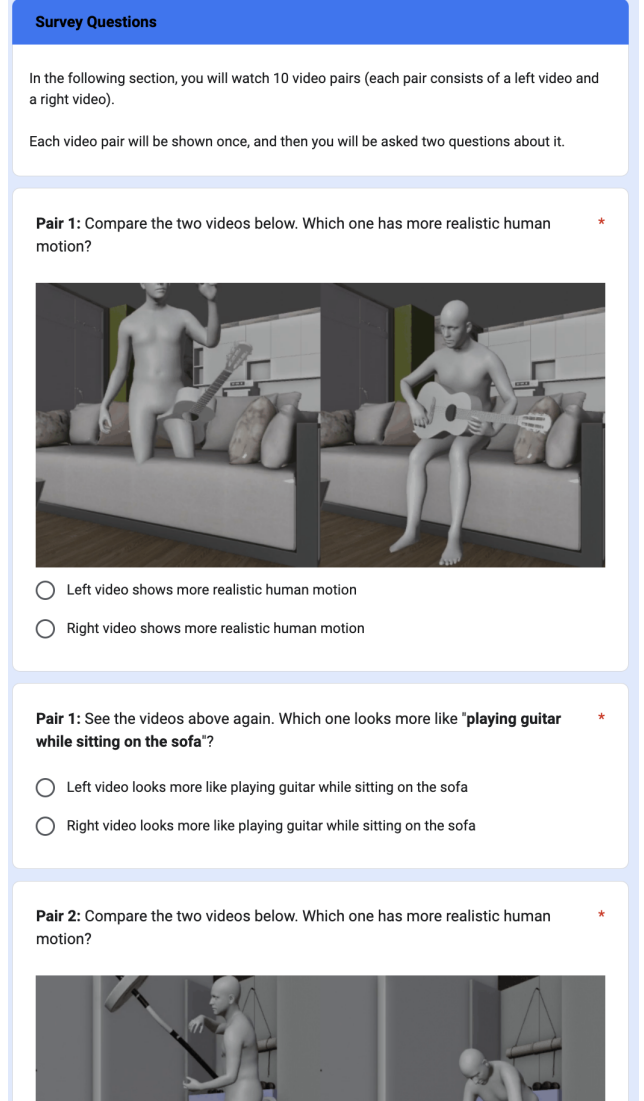 Survey Questions
In the following section, you will watch 10 video pairs (each pair consists of a left video and
a right video).
Each video pair will be shown once, and then you will be asked two questions about it.
Pair 1: Compare the two videos below. Which one has more realistic human *
motion?
Left video shows more realistic human motion
Right video shows more realistic human motion
Pair 1: See the videos above again. Which one looks more like "playing guitar *
while sitting on the sofa"?
Left video looks more like playing guitar while sitting on the sofa
Right video looks more like playing guitar while sitting on the sofa
Pair 2: Compare the two videos below. Which one has more realistic human *
motion?